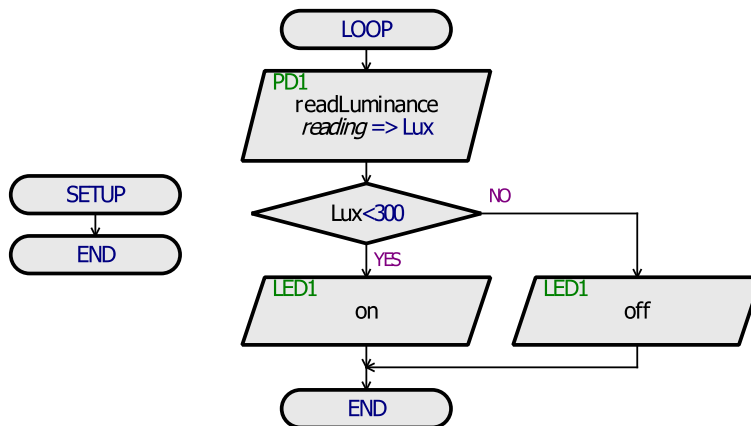 SETUP
END
LOOP
PD1
readLuminance
reading => Lux
Lux<300
NO
YES
LED1
on
LED1
off
END